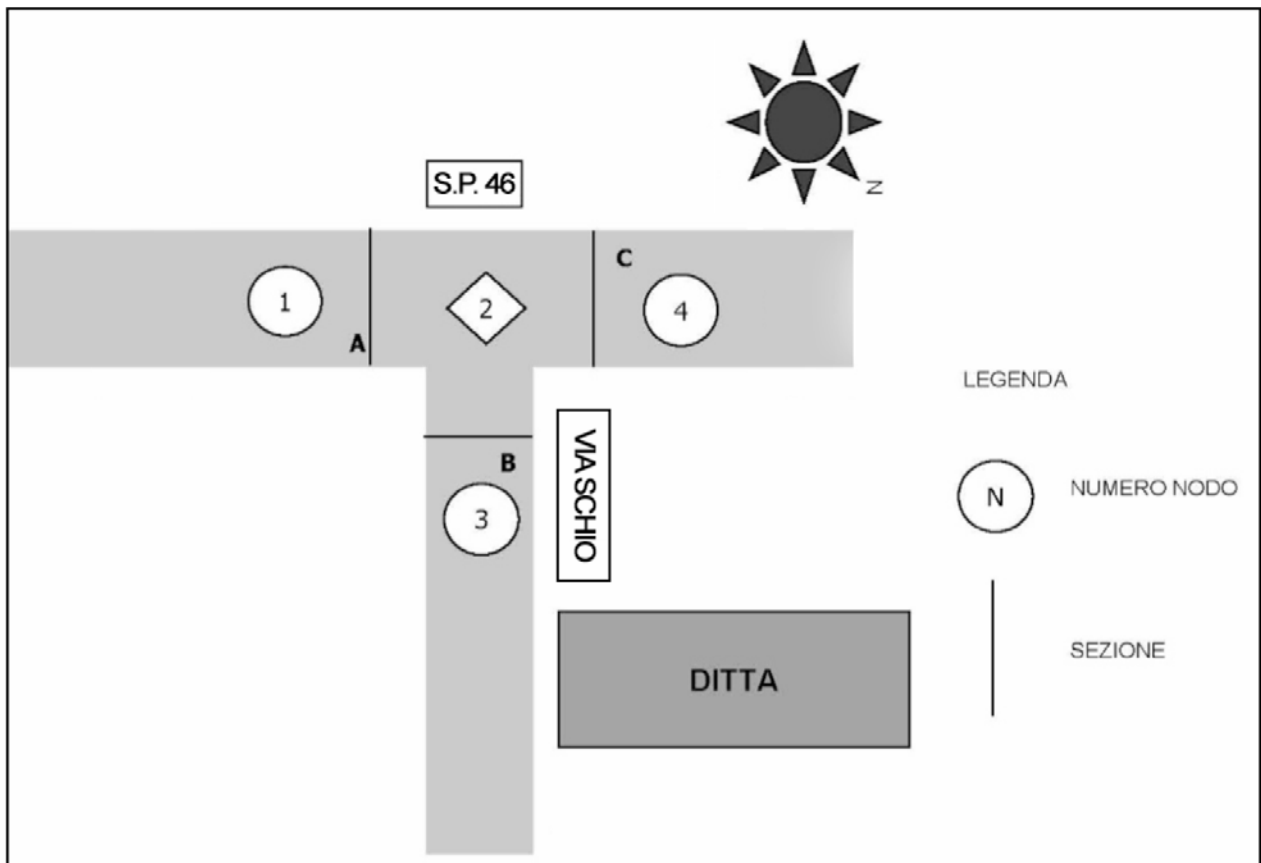 S.P. 46
N
1
2
4
A
C
VIA SCHIO
B
3
DITTA
LEGENDA
N
NUMERO NODO
SEZIONE